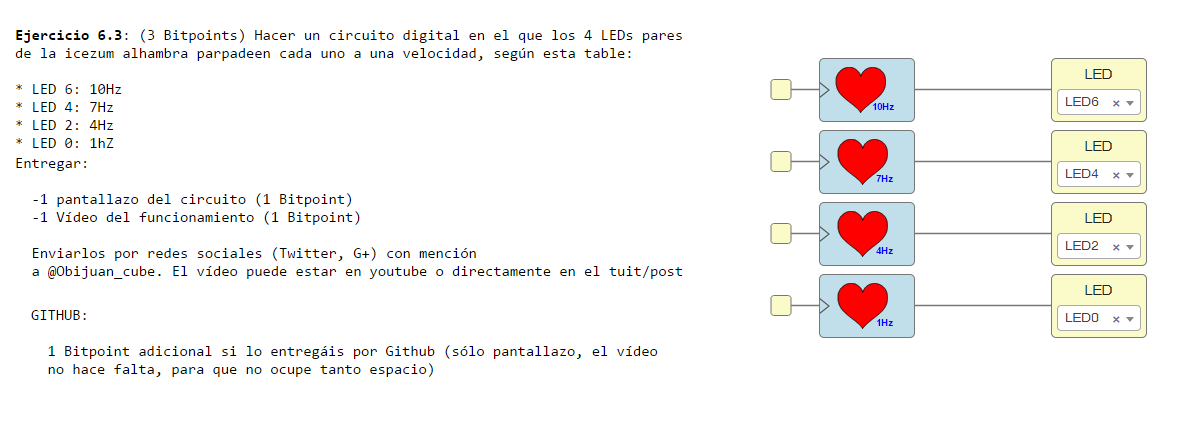 Ejercicio 6.3: (3 Bitpoints) Hacer un circuito digital en el que los 4 LEDs pares
de la icezum alhambra parpadeen cada uno a una velocidad, según esta table:
* LED 6: 10Hz
* LED 4: 7Hz
* LED 2: 4Hz
* LED 0: 1hZ
Entregar:
-1 pantallazo del circuito (1 Bitpoint)
-1 Vídeo del funcionamiento (1 Bitpoint)
Enviarlos por redes sociales (Twitter, G+) con mención
a @Obijuan_cube. El vídeo puede estar en youtube o directamente en el tuit/post
GITHUB:
1 Bitpoint adicional si lo entregáis por Github (sólo pantallazo, el vídeo
no hace falta, para que no ocupe tanto espacio)
10Hz
LED
LED6
7Hz
LED
LED4
4Hz
LED
LED2
1Hz
LED
LED0